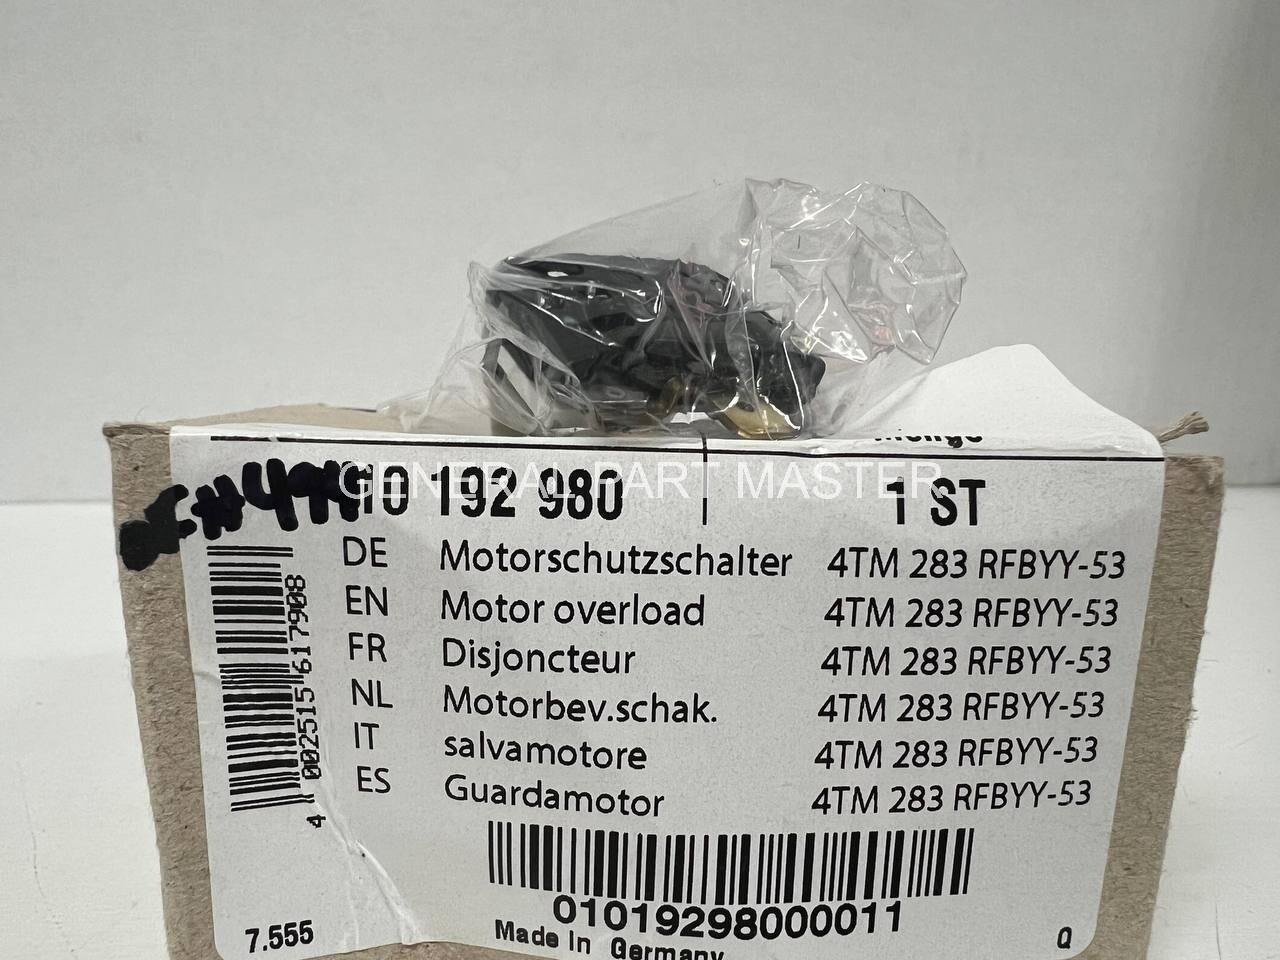 GENERAL PART MASTER
10 192 980 1 ST
DE Motorschutzschalter 4TM 283 RFBYY-53
EN Motor overload 4TM 283 RFBYY-53
FR Disjoncteur 4TM 283 RFBYY-53
NL Motorbev.schak. 4TM 283 RFBYY-53
IT salvamotore 4TM 283 RFBYY-53
ES Guardamotor 4TM 283 RFBYY-53
4 002515 617908
01019298000011
7.555 Made In Germany Q